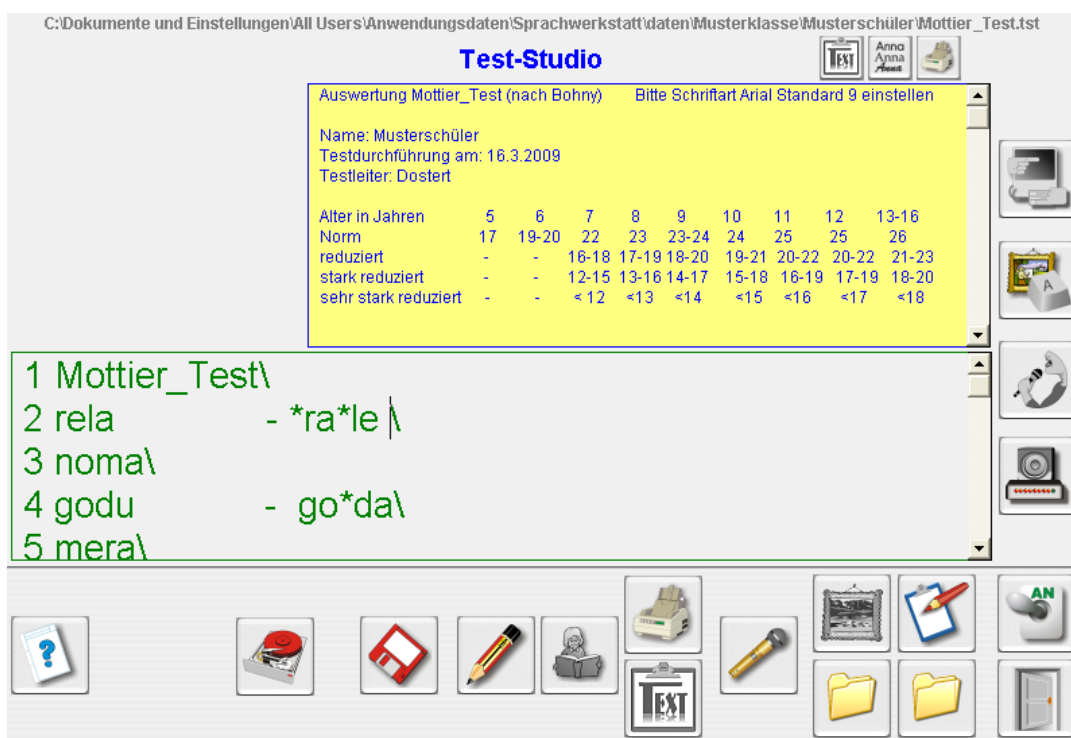 C:\Dokumente und Einstellungen\All Users\Anwendungsdaten\Sprachwerkstatt\daten\Musterklasse\Musterschüler\Mottier_Test.tst
Test-Studio
TEXT
Anna
Anna
Anna
Auswertung Mottier_Test (nach Bohny) Bitte Schriftart Arial Standard 9 einstellen
Name: Musterschüler
Testdurchführung am: 16.3.2009
Testleiter: Dostert
Alter in Jahren 5 6 7 8 9 10 11 12 13-16
Norm 17 19-20 22 23 23-24 24 25 25 26
reduziert - - 16-18 17-19 18-20 19-21 20-22 20-22 21-23
stark reduziert - - 12-15 13-16 14-17 15-18 16-19 17-19 18-20
sehr stark reduziert - - < 12 <13 <14 <15 <16 <17 <18
A
1 Mottier_Test\
2 rela - *ra*le \
3 noma\
4 godu - go*da\
5 mera\
AN
?
TEXT